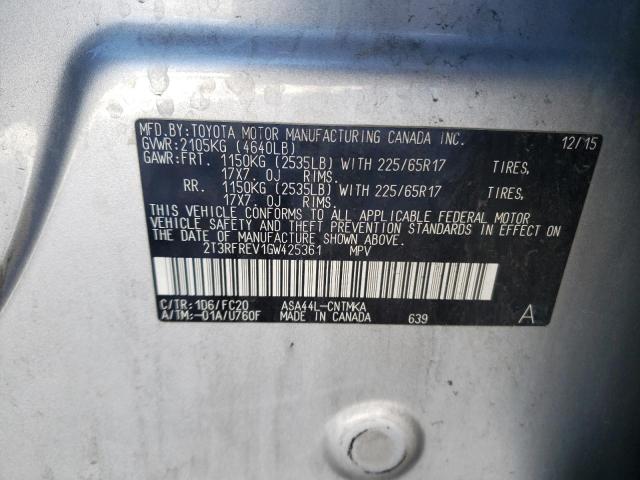 MFD.BY:TOYOTA MOTOR MANUFACTURING CANADA INC. 12/15
GVWR:2105KG (4640LB)
GAWR:FRT. 1150KG (2535LB) WITH 225/65R17 TIRES,
17X7. 0J RIMS.
RR. 1150KG (2535LB) WITH 225/65R17 TIRES,
17X7. 0J RIMS.
THIS VEHICLE CONFORMS TO ALL APPLICABLE FEDERAL MOTOR
VEHICLE SAFETY AND THEFT PREVENTION STANDARDS IN EFFECT ON
THE DATE OF MANUFACTURE SHOWN ABOVE.
2T3RFREV1GW425361 MPV
C/TR:1D6/FC20 ASA44L-CNTMKA
A/TM:-01A/U760F MADE IN CANADA 639 A